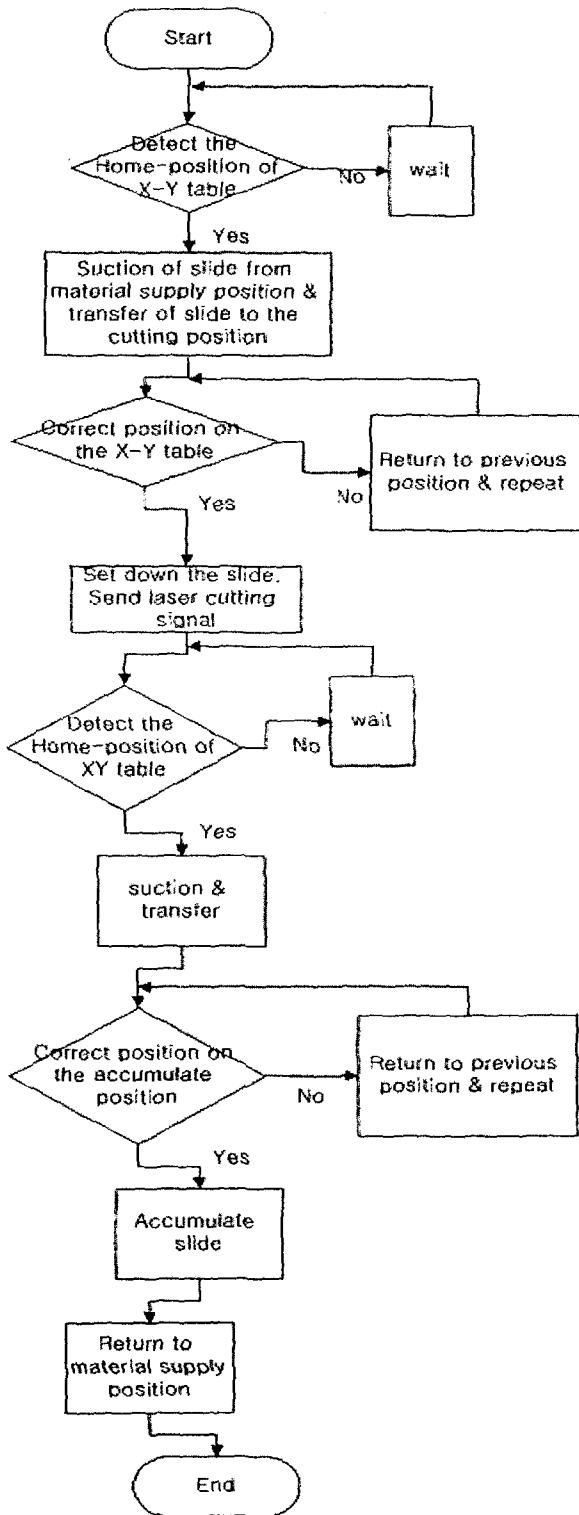 Start
Detect the
Home-position of
X-Y table
No
wait
Yes
Suction of slide from
material supply position &
transfer of slide to the
cutting position
Correct position on
the X-Y table
No
Return to previous
position & repeat
Yes
Set down the slide.
Send laser cutting
signal
Detect the
Home-position of
XY table
No
wait
Yes
suction &
transfer
Correct position on
the accumulate
position
No
Return to previous
position & repeat
Yes
Accumulate
slide
Return to
material supply
position
End